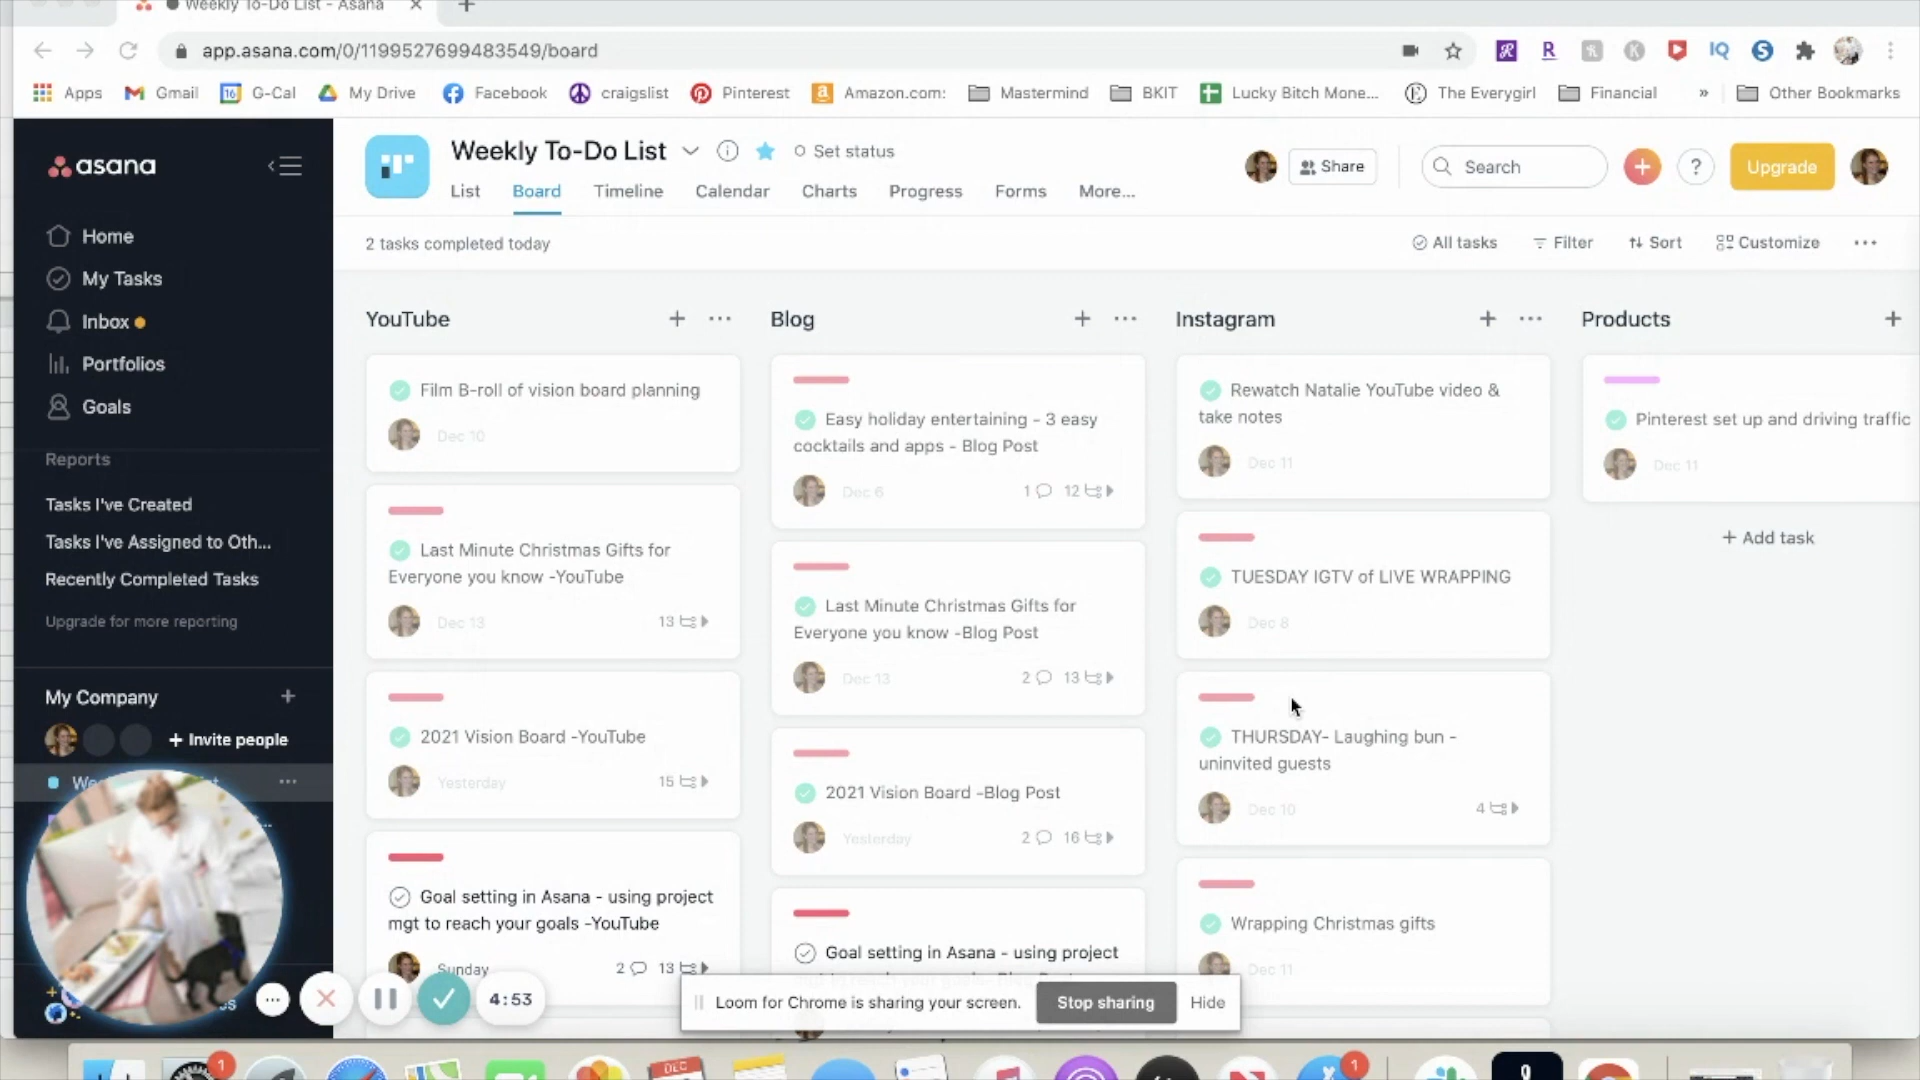 Weekly To-Do List - Asana
app.asana.com/0/1199527699483549/board
Apps
Gmail
16
G-Cal
My Drive
Facebook
craigslist
Pinterest
Amazon.com:
Mastermind
BKIT
Lucky Bitch Mone...
The Everygirl
Financial
»
Other Bookmarks
asana
Weekly To-Do List
Set status
Share
Search
?
Upgrade
List
Board
Timeline
Calendar
Charts
Progress
Forms
More...
2 tasks completed today
All tasks
Filter
Sort
Customize
Home
My Tasks
Inbox
Portfolios
Goals
Reports
Tasks I've Created
Tasks I've Assigned to Oth...
Recently Completed Tasks
Upgrade for more reporting
My Company
+ Invite people
YouTube
Film B-roll of vision board planning
Dec 10
Last Minute Christmas Gifts for
Everyone you know -YouTube
Dec 13
13
2021 Vision Board -YouTube
Yesterday
15
Goal setting in Asana - using project
mgt to reach your goals -YouTube
Sunday
2
13
Blog
Easy holiday entertaining - 3 easy
cocktails and apps - Blog Post
Dec 6
1
12
Last Minute Christmas Gifts for
Everyone you know -Blog Post
Dec 13
2
13
2021 Vision Board -Blog Post
Yesterday
2
16
Goal setting in Asana - using project
Instagram
Rewatch Natalie YouTube video &
take notes
Dec 11
TUESDAY IGTV of LIVE WRAPPING
Dec 8
THURSDAY- Laughing bun -
uninvited guests
Dec 10
4
Wrapping Christmas gifts
Dec 11
Products
Pinterest set up and driving traffic
Dec 11
+ Add task
4:53
Loom for Chrome is sharing your screen.
Stop sharing
Hide
1
DEC
1